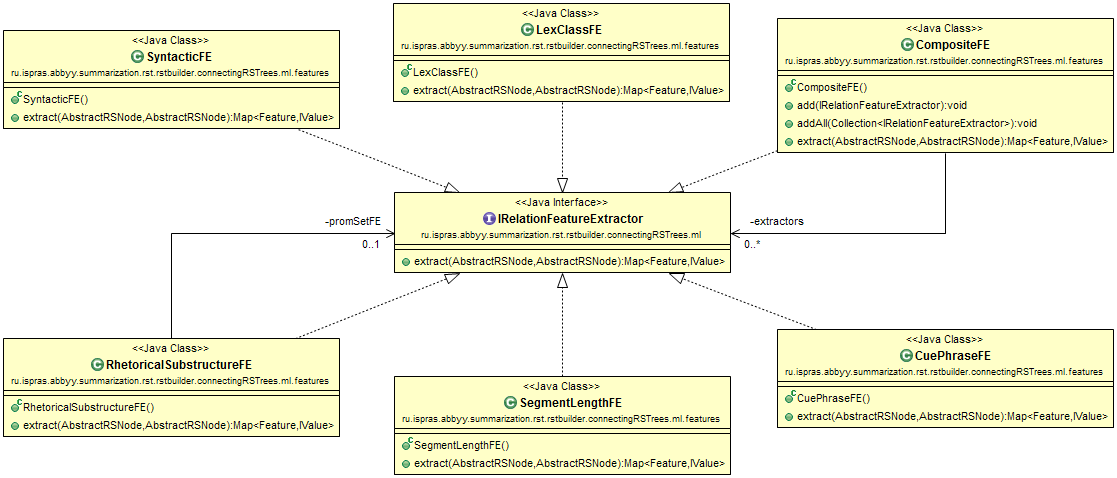 <<Java Class>>
SyntacticFE
ru.ispras.abbyy.summarization.rst.rstbuilder.connectingRSTrees.ml.features
SyntacticFE()
extract(AbstractRSNode,AbstractRSNode):Map<Feature,IValue>
<<Java Class>>
LexClassFE
ru.ispras.abbyy.summarization.rst.rstbuilder.connectingRSTrees.ml.features
LexClassFE()
extract(AbstractRSNode,AbstractRSNode):Map<Feature,IValue>
<<Java Class>>
CompositeFE
ru.ispras.abbyy.summarization.rst.rstbuilder.connectingRSTrees.ml.features
CompositeFE()
add(IRelationFeatureExtractor):void
addAll(Collection<IRelationFeatureExtractor>):void
extract(AbstractRSNode,AbstractRSNode):Map<Feature,IValue>
<<Java Interface>>
IRelationFeatureExtractor
ru.ispras.abbyy.summarization.rst.rstbuilder.connectingRSTrees.ml
extract(AbstractRSNode,AbstractRSNode):Map<Feature,IValue>
-promSetFE
0..1
-extractors
0..*
<<Java Class>>
RhetoricalSubstructureFE
ru.ispras.abbyy.summarization.rst.rstbuilder.connectingRSTrees.ml.features
RhetoricalSubstructureFE()
extract(AbstractRSNode,AbstractRSNode):Map<Feature,IValue>
<<Java Class>>
SegmentLengthFE
ru.ispras.abbyy.summarization.rst.rstbuilder.connectingRSTrees.ml.features
SegmentLengthFE()
extract(AbstractRSNode,AbstractRSNode):Map<Feature,IValue>
<<Java Class>>
CuePhraseFE
ru.ispras.abbyy.summarization.rst.rstbuilder.connectingRSTrees.ml.features
CuePhraseFE()
extract(AbstractRSNode,AbstractRSNode):Map<Feature,IValue>